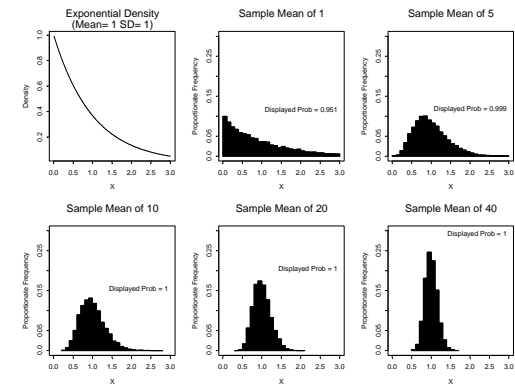 Exponential Density
(Mean= 1 SD= 1)
Density
0.2 0.4 0.6 0.8 1.0
0.0 0.5 1.0 1.5 2.0 2.5 3.0
X
Sample Mean of 1
Proportionate Frequency
0.0 0.05 0.15 0.25
Displayed Prob = 0.951
0.0 0.5 1.0 1.5 2.0 2.5 3.0
X
Sample Mean of 5
Proportionate Frequency
0.0 0.05 0.15 0.25
Displayed Prob = 0.999
0.0 0.5 1.0 1.5 2.0 2.5 3.0
X
Sample Mean of 10
Proportionate Frequency
0.0 0.05 0.15 0.25
Displayed Prob = 1
0.0 0.5 1.0 1.5 2.0 2.5 3.0
X
Sample Mean of 20
Proportionate Frequency
0.0 0.05 0.15 0.25
Displayed Prob = 1
0.0 0.5 1.0 1.5 2.0 2.5 3.0
X
Sample Mean of 40
Proportionate Frequency
0.0 0.05 0.15 0.25
Displayed Prob = 1
0.0 0.5 1.0 1.5 2.0 2.5 3.0
X